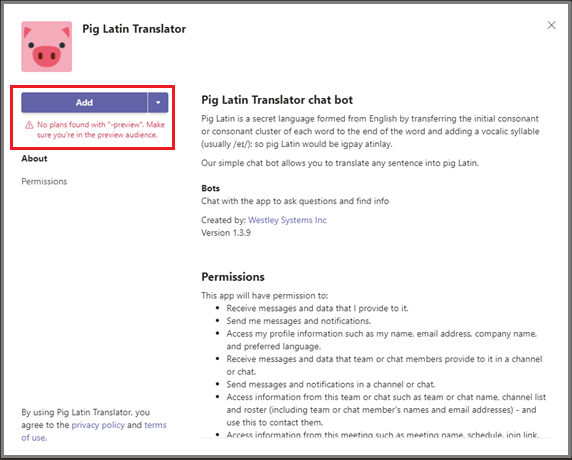 Pig Latin Translator
Add
No plans found with "-preview". Make
sure you're in the preview audience.
About
Permissions
By using Pig Latin Translator, you
agree to the privacy policy and terms
of use.
Pig Latin Translator chat bot
Pig Latin is a secret language formed from English by transferring the initial consonant
or consonant cluster of each word to the end of the word and adding a vocalic syllable
(usually /eɪ/): so pig Latin would be igpay atinlay.
Our simple chat bot allows you to translate any sentence into pig Latin.
Bots
Chat with the app to ask questions and find info
Created by: Westley Systems Inc
Version 1.3.9
Permissions
This app will have permission to:
• Receive messages and data that I provide to it.
• Send me messages and notifications.
• Access my profile information such as my name, email address, company name,
and preferred language.
• Receive messages and data that team or chat members provide to it in a channel
or chat.
• Send messages and notifications in a channel or chat.
• Access information from this team or chat such as team or chat name, channel list
and roster (including team or chat member's names and email addresses) - and
use this to contact them.
• Access information from this meeting such as meeting name, schedule, join link,